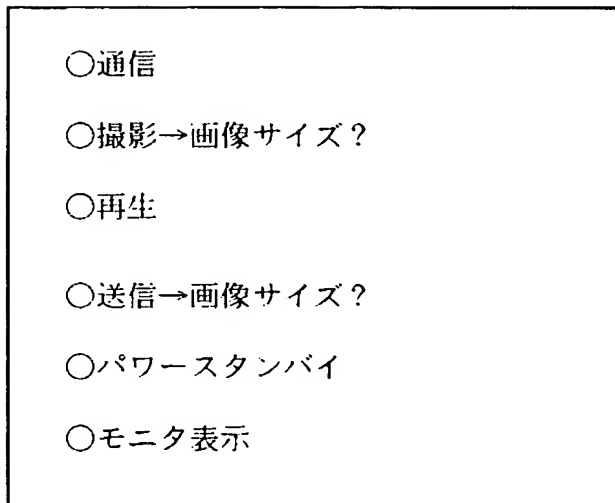 ○通信
○撮影→画像サイズ？
○再生
○送信→画像サイズ？
○パワースタンバイ
○モニタ表示